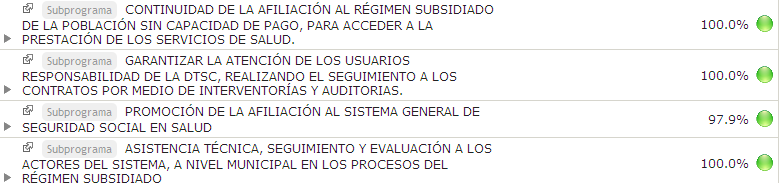 Subprograma CONTINUIDAD DE LA AFILIACIÓN AL RÉGIMEN SUBSIDIADO
DE LA POBLACIÓN SIN CAPACIDAD DE PAGO, PARA ACCEDER A LA
PRESTACIÓN DE LOS SERVICIOS DE SALUD.
100.0%
Subprograma GARANTIZAR LA ATENCIÓN DE LOS USUARIOS
RESPONSABILIDAD DE LA DTSC, REALIZANDO EL SEGUIMIENTO A LOS
CONTRATOS POR MEDIO DE INTERVENTORÍAS Y AUDITORIAS.
100.0%
Subprograma PROMOCIÓN DE LA AFILIACIÓN AL SISTEMA GENERAL DE
SEGURIDAD SOCIAL EN SALUD
97.9%
Subprograma ASISTENCIA TÉCNICA, SEGUIMIENTO Y EVALUACIÓN A LOS
ACTORES DEL SISTEMA, A NIVEL MUNICIPAL EN LOS PROCESOS DEL
RÉGIMEN SUBSIDIADO
100.0%